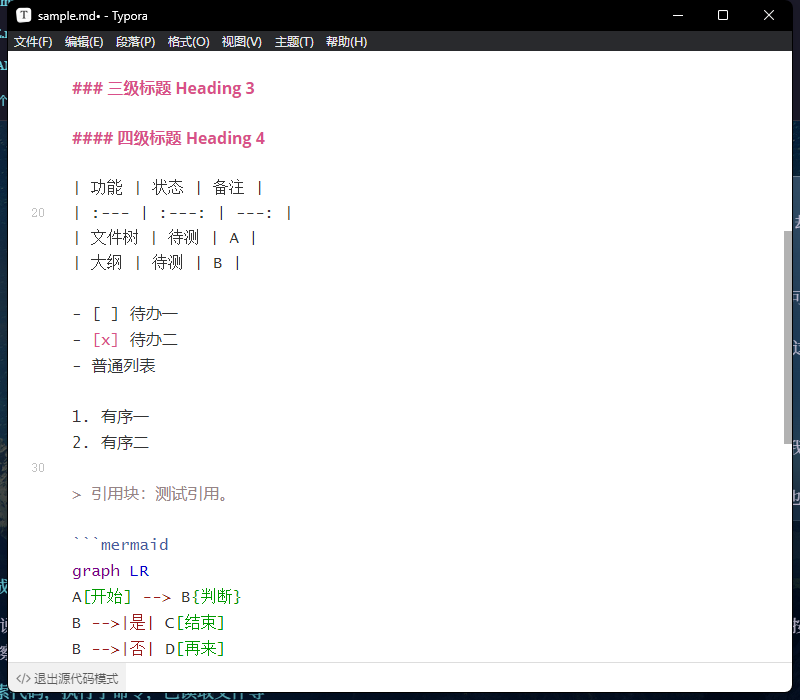 sample.md• - Typora
文件(F) 编辑(E) 段落(P) 格式(O) 视图(V) 主题(T) 帮助(H)
### 三级标题 Heading 3
#### 四级标题 Heading 4
| 功能 | 状态 | 备注 |
20 | :--- | :---: | ---: |
| 文件树 | 待测 | A |
| 大纲 | 待测 | B |
- [ ] 待办一
- [x] 待办二
- 普通列表
1. 有序一
2. 有序二
30
> 引用块：测试引用。
```mermaid
graph LR
A[开始] --> B{判断}
B -->|是| C[结束]
B -->|否| D[再来]
</> 退出源代码模式